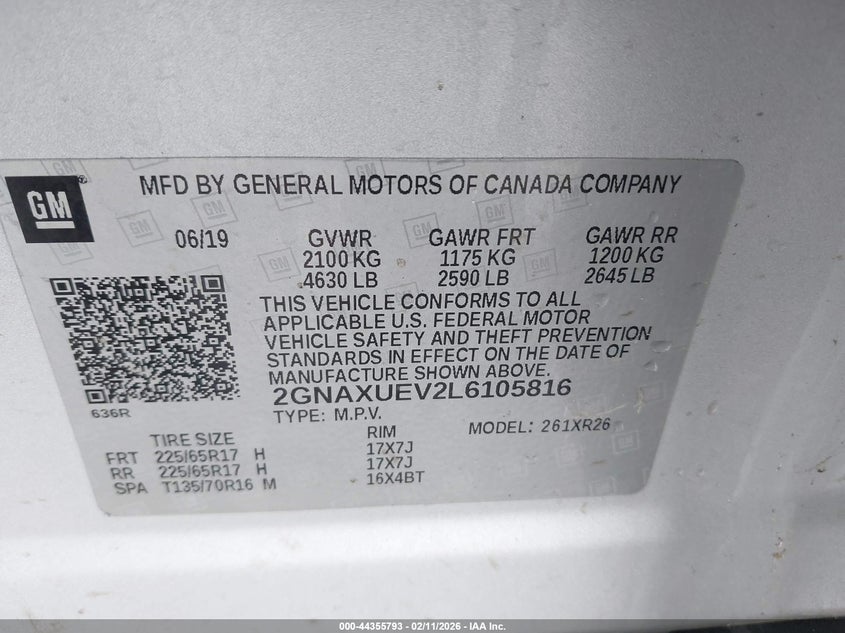 GM
MFD BY GENERAL MOTORS OF CANADA COMPANY
06/19 GVWR GAWR FRT GAWR RR
2100 KG 1175 KG 1200 KG
4630 LB 2590 LB 2645 LB
THIS VEHICLE CONFORMS TO ALL
APPLICABLE U.S. FEDERAL MOTOR
VEHICLE SAFETY AND THEFT PREVENTION
STANDARDS IN EFFECT ON THE DATE OF
MANUFACTURE SHOWN ABOVE.
2GNAXUEV2L6105816
636R
TYPE: M.P.V. MODEL: 261XR26
TIRE SIZE RIM
FRT 225/65R17 H 17X7J
RR 225/65R17 H 17X7J
SPA T135/70R16 M 16X4BT
000-44355793 - 02/11/2026 - IAA Inc.